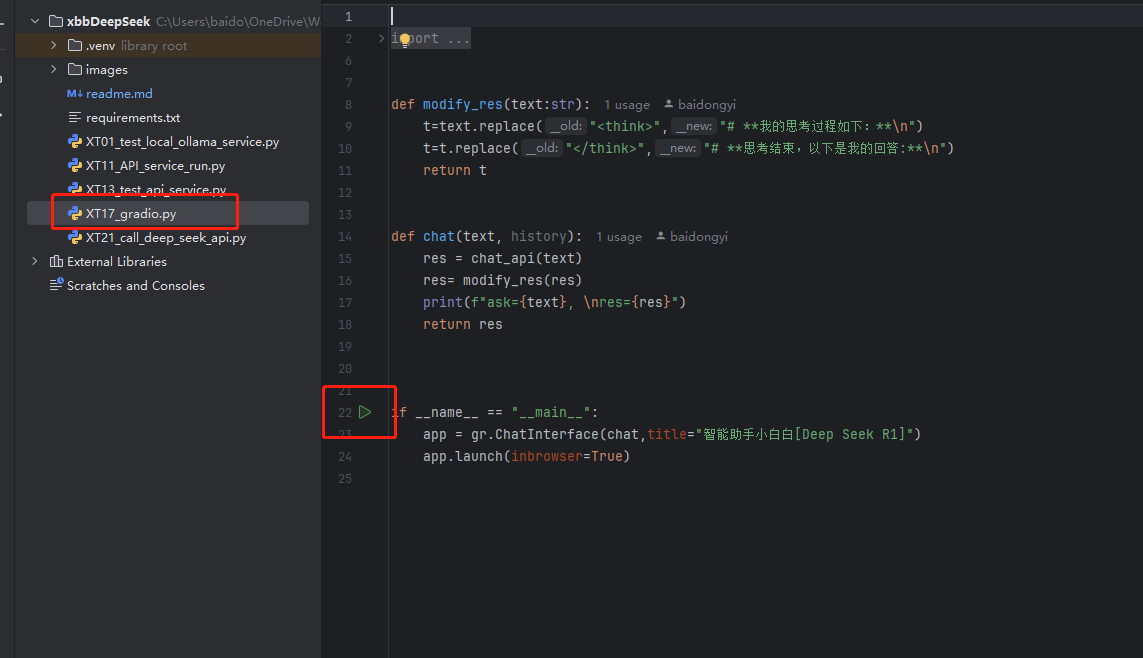 xbbDeepSeek C:\Users\baido\OneDrive\W
.venv library root
images
M↓ readme.md
requirements.txt
XT01_test_local_ollama_service.py
XT11_API_service_run.py
XT13_test_api_service.py
XT17_gradio.py
XT21_call_deep_seek_api.py
External Libraries
Scratches and Consoles
1
2 import ...
6
7
8 def modify_res(text:str): 1 usage baidongyi
9 t=text.replace( __old: "<think>", __new: "# **我的思考过程如下：**\n")
10 t=t.replace( __old: "</think>", __new: "# **思考结束，以下是我的回答:**\n")
11 return t
12
13
14 def chat(text, history): 1 usage baidongyi
15 res = chat_api(text)
16 res= modify_res(res)
17 print(f"ask={text}, \nres={res}")
18 return res
19
20
21
22 if __name__ == "__main__":
23 app = gr.ChatInterface(chat,title="智能助手小白白[Deep Seek R1]")
24 app.launch(inbrowser=True)
25